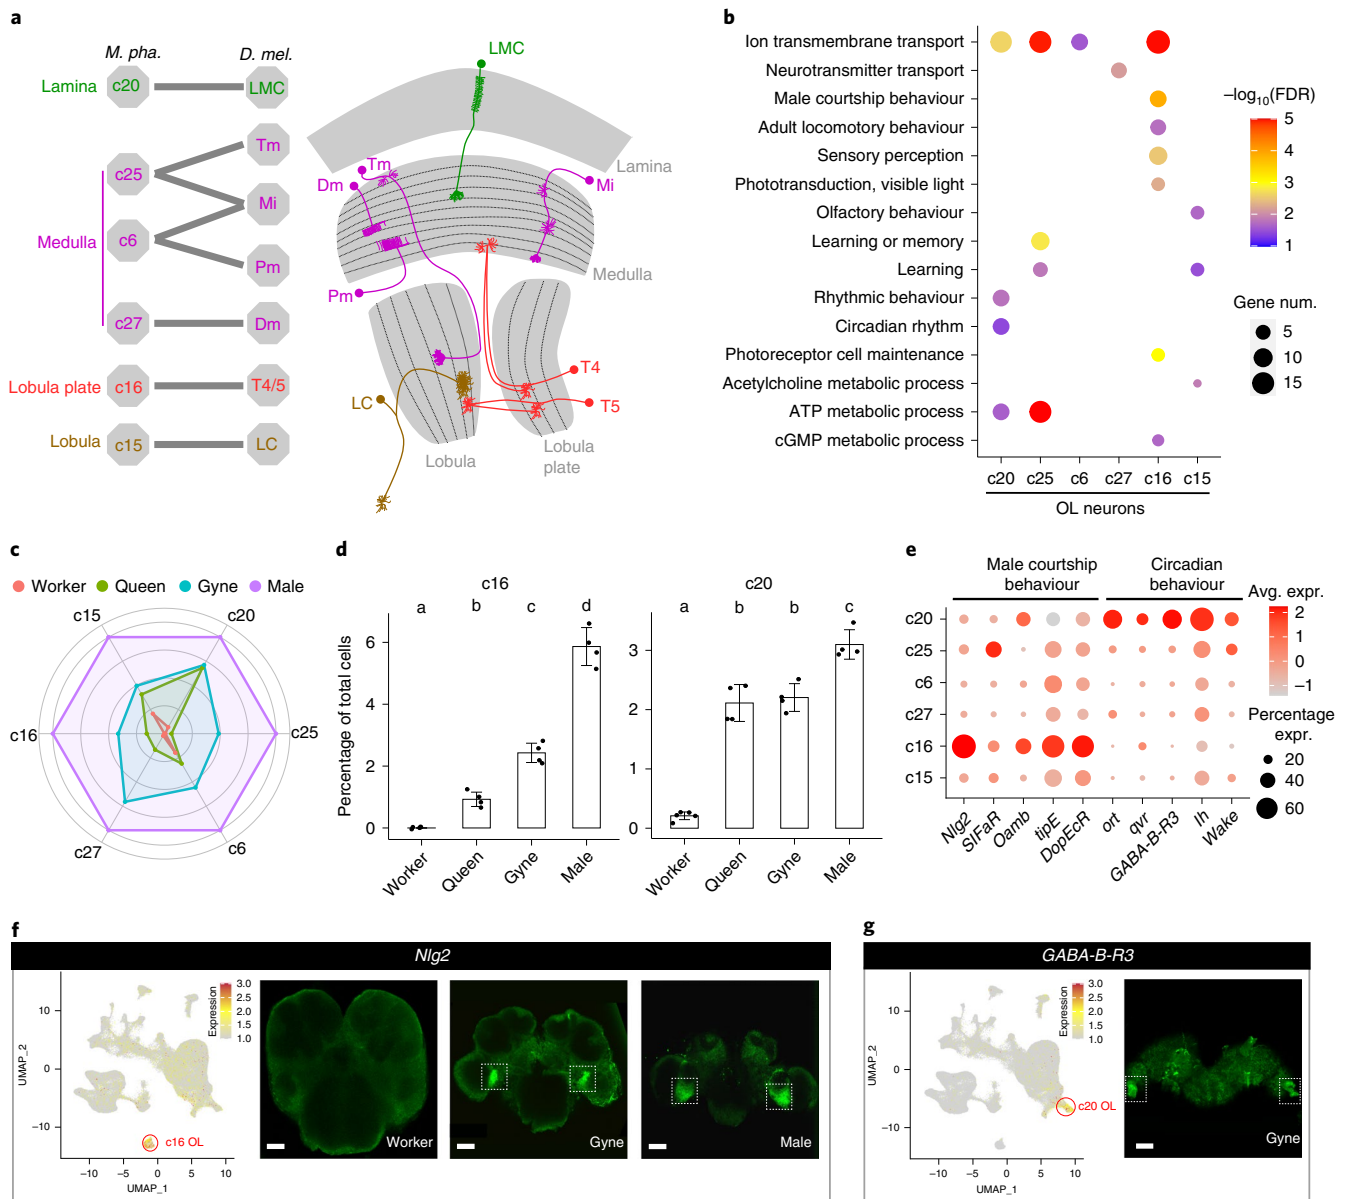 a
M. pha.
D. mel.
Lamina
c20
LMC
c25
Tm
Medulla
c6
Mi
Pm
c27
Dm
Lobula plate
c16
T4/5
Lobula
c15
LC
LMC
Tm
Dm
Mi
Lamina
Medulla
Pm
T4
T5
LC
Lobula
Lobula
plate
b
Ion transmembrane transport
Neurotransmitter transport
Male courtship behaviour
Adult locomotory behaviour
Sensory perception
Phototransduction, visible light
Olfactory behaviour
Learning or memory
Learning
Rhythmic behaviour
Circadian rhythm
Photoreceptor cell maintenance
Acetylcholine metabolic process
ATP metabolic process
cGMP metabolic process
c20 c25 c6 c27 c16 c15
OL neurons
–log10(FDR)
5
4
3
2
1
Gene num.
5
10
15
c
Worker Queen Gyne Male
c15 c20
c16 c25
c27 c6
d
Percentage of total cells
c16
a b c d
6
4
2
0
Worker Queen Gyne Male
c20
a b b c
3
2
1
0
Worker Queen Gyne Male
e
Male courtship
behaviour
Circadian
behaviour
c20
c25
c6
c27
c16
c15
Nlg2 SIFaR Oamb tipE DopEcR ort qvr GABA-B-R3 Ih Wake
Avg. expr.
2
1
0
–1
Percentage
expr.
20
40
60
f
Nlg2
UMAP_2
10
0
–10
–10 –5 0 5 10
UMAP_1
Expression
3.0
2.5
2.0
1.5
1.0
c16 OL
Worker
Gyne
Male
g
GABA-B-R3
UMAP_2
10
0
–10
–10 –5 0 5 10
UMAP_1
Expression
3.0
2.5
2.0
1.5
1.0
c20 OL
Gyne